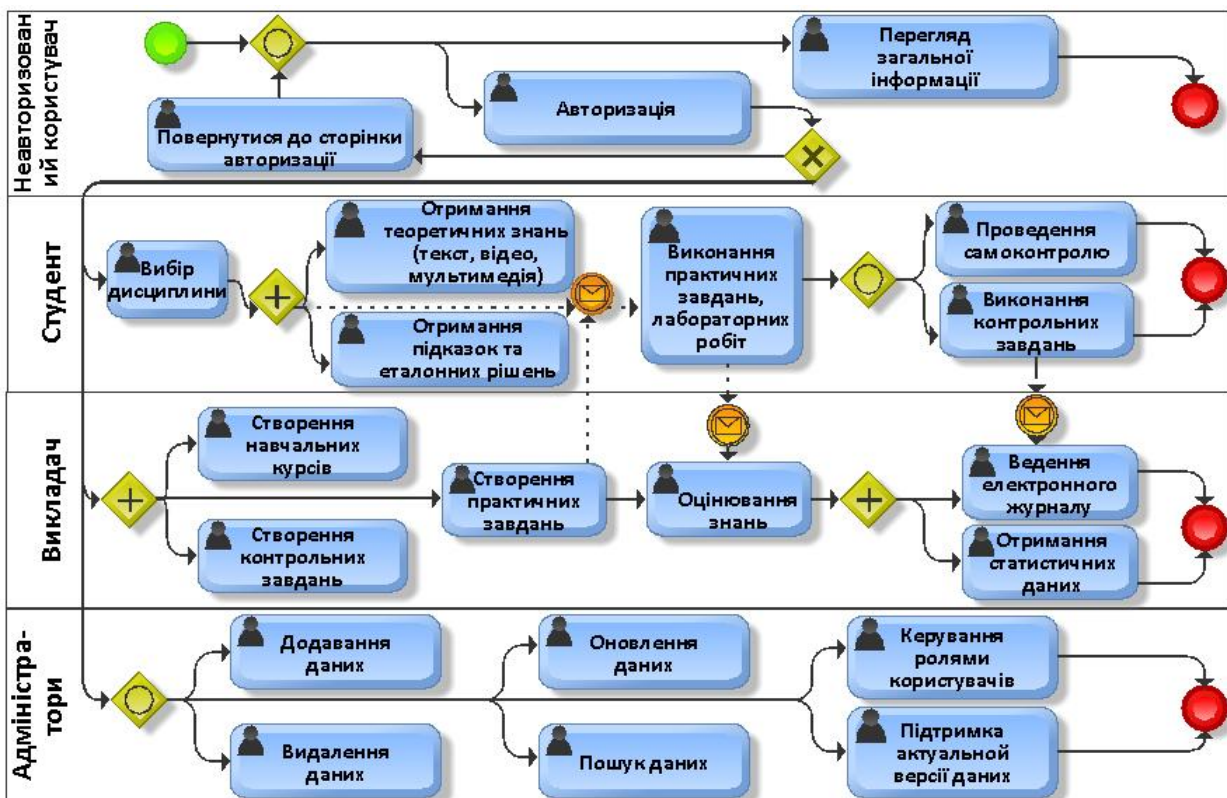 Неавторизован
ий користувач
Перегляд
загальної
інформації
Авторизація
Повернутися до сторінки
авторизації
Студент
Вибір
дисципліни
Отримання
теоретичних знань
(текст, відео,
мультимедія)
Отримання
підказок та
еталонних рішень
Виконання
практичних
завдань,
лабораторних
робіт
Проведення
самоконтролю
Виконання
контрольних
завдань
Викладач
Створення
навчальних
курсів
Створення
контрольних
завдань
Створення
практичних
завдань
Оцінювання
знань
Ведення
електронного
журналу
Отримання
статистичних
даних
Адміністра-
тори
Додавання
даних
Видалення
даних
Оновлення
даних
Пошук даних
Керування
ролями
користувачів
Підтримка
актуальной
версії даних